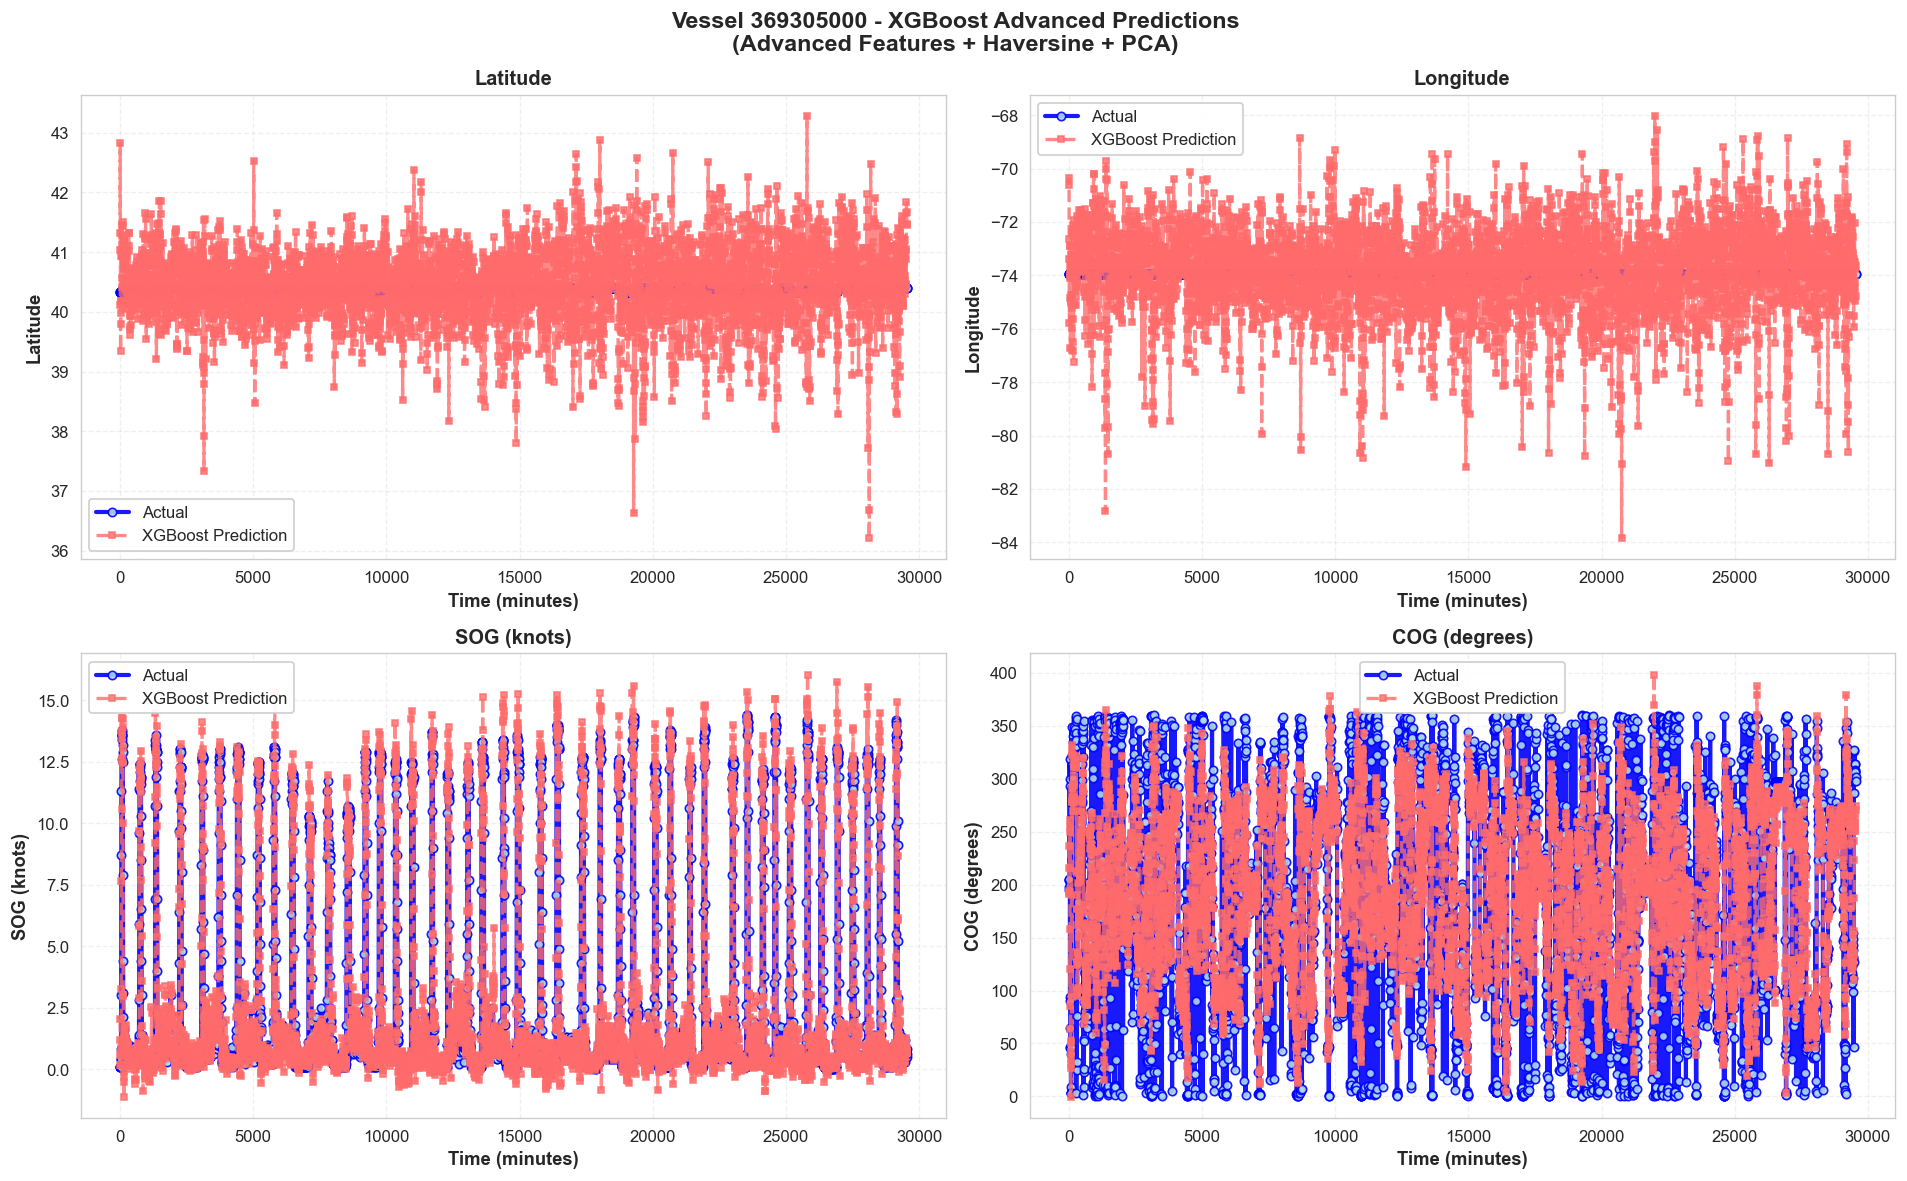 Vessel 369305000 - XGBoost Advanced Predictions
(Advanced Features + Haversine + PCA)
Latitude
43
42
41
40
39
38
37
36
Latitude
Actual
XGBoost Prediction
0
5000
10000
15000
20000
25000
30000
Time (minutes)
Longitude
−68
−70
−72
−74
−76
−78
−80
−82
−84
Longitude
Actual
XGBoost Prediction
0
5000
10000
15000
20000
25000
30000
Time (minutes)
SOG (knots)
15.0
12.5
10.0
7.5
5.0
2.5
0.0
SOG (knots)
Actual
XGBoost Prediction
0
5000
10000
15000
20000
25000
30000
Time (minutes)
COG (degrees)
400
350
300
250
200
150
100
50
0
COG (degrees)
Actual
XGBoost Prediction
0
5000
10000
15000
20000
25000
30000
Time (minutes)